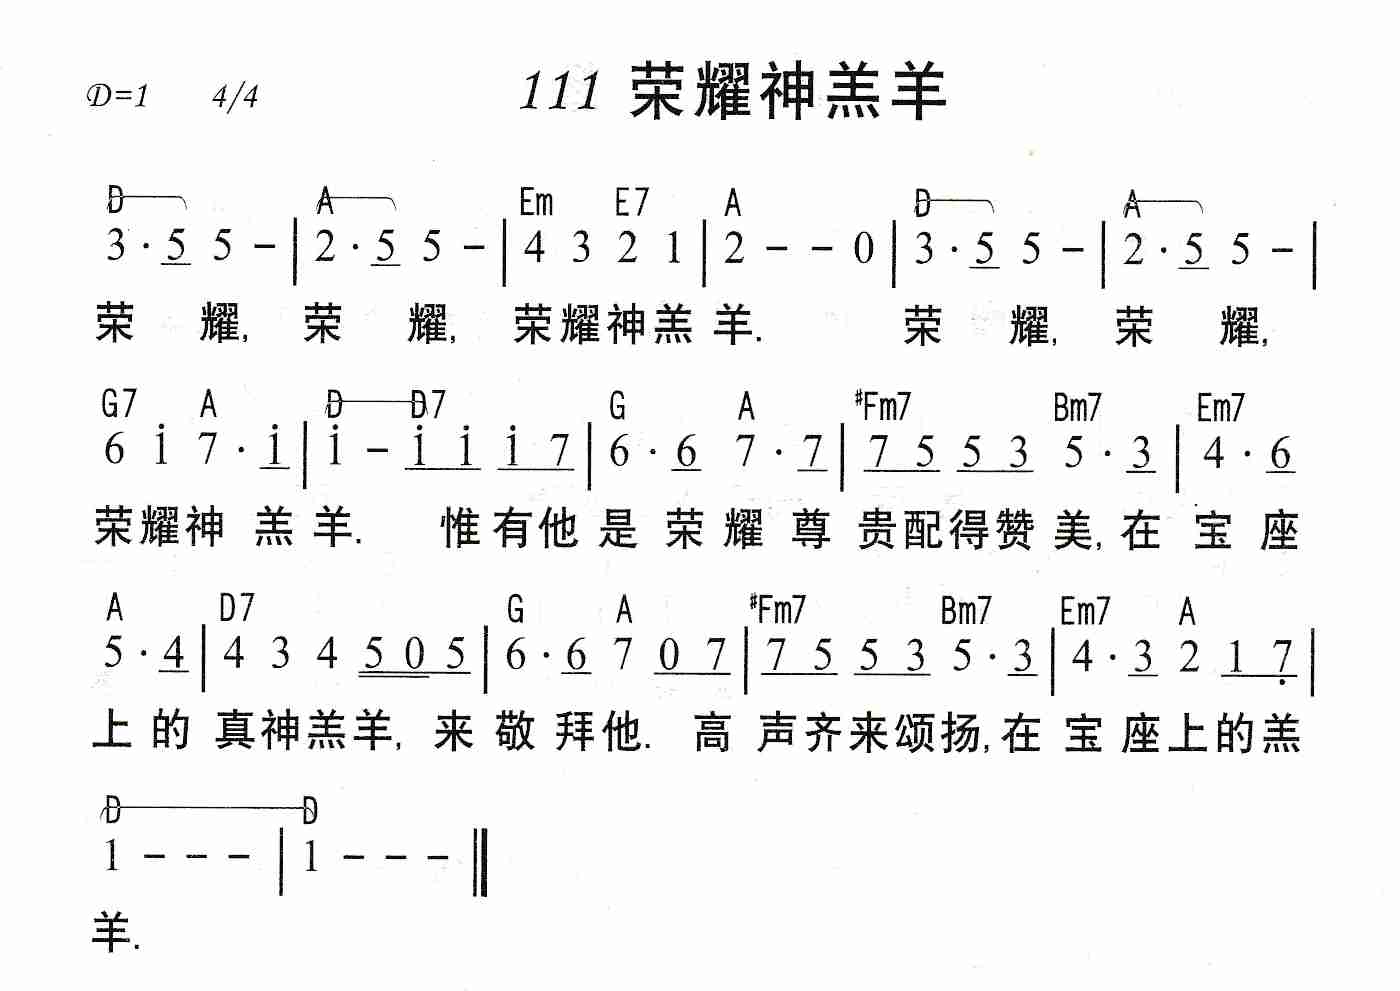 D=1 4/4 111 荣耀神羔羊
D A Em E7 A D A
3 · 5 5 - | 2 · 5 5 - | 4 3 2 1 | 2 - - 0 | 3 · 5 5 - | 2 · 5 5 - |
荣 耀, 荣 耀, 荣耀神羔 羊. 荣 耀, 荣 耀,
G7 A D D7 G A #Fm7 Bm7 Em7
6 i 7 · i | i - i i i 7 | 6 · 6 7 · 7 | 7 5 5 3 5 · 3 | 4 · 6
荣耀神 羔 羊. 惟有他 是 荣 耀 尊 贵配得赞 美, 在 宝 座
A D7 G A #Fm7 Bm7 Em7 A
5 · 4 | 4 3 4 5 0 5 | 6 · 6 7 0 7 | 7 5 5 3 5 · 3 | 4 · 3 2 1 7 |
上 的 真神羔羊, 来 敬 拜他. 高 声齐来颂扬, 在 宝 座上的羔
D D
1 - - - | 1 - - - ||
羊.